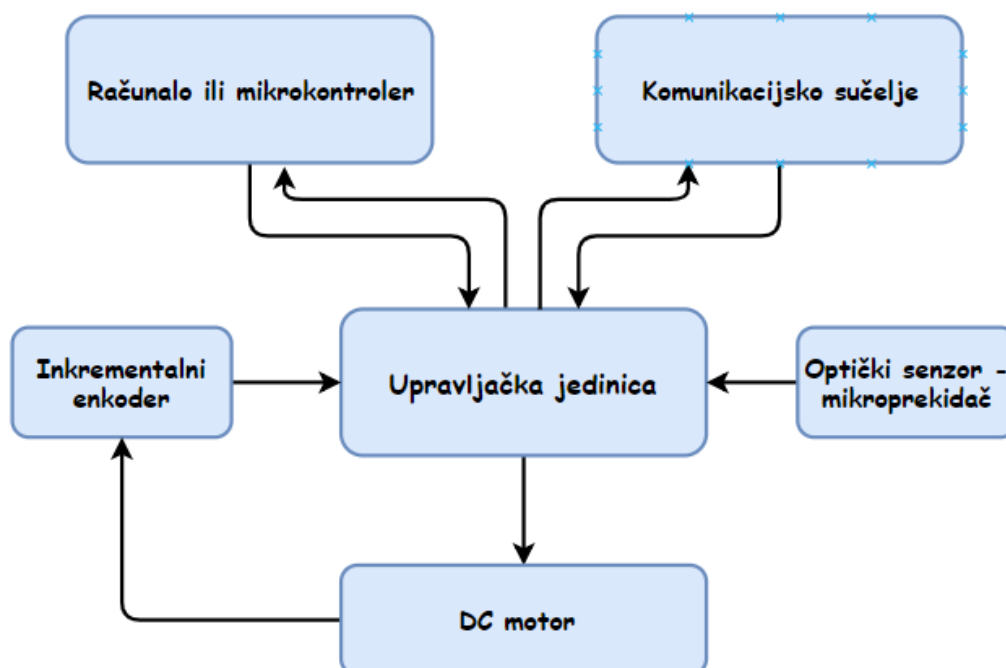 Računalo ili mikrokontroler
Komunikacijsko sučelje
Inkrementalni
enkoder
Upravljačka jedinica
Optički senzor -
mikroprekidač
DC motor